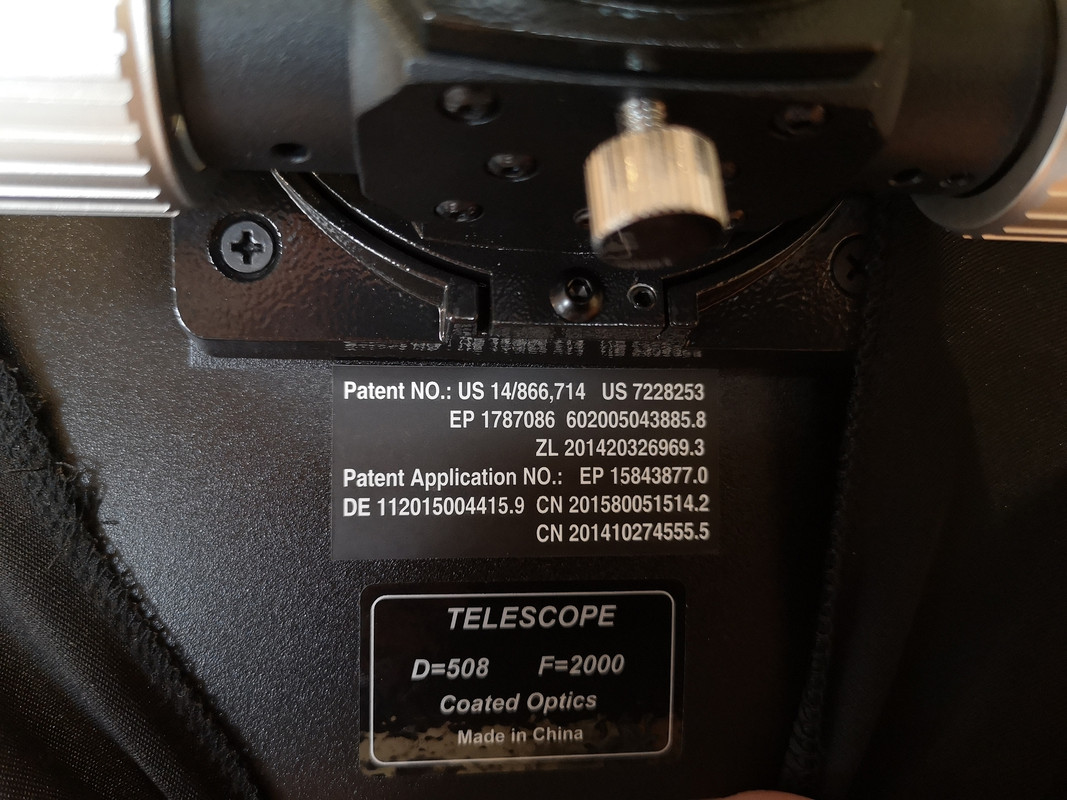 Patent NO.: US 14/866,714 US 7228253
EP 1787086 602005043885.8
ZL 201420326969.3
Patent Application NO.: EP 15843877.0
DE 112015004415.9 CN 201580051514.2
CN 201410274555.5
TELESCOPE
D=508 F=2000
Coated Optics
Made in China